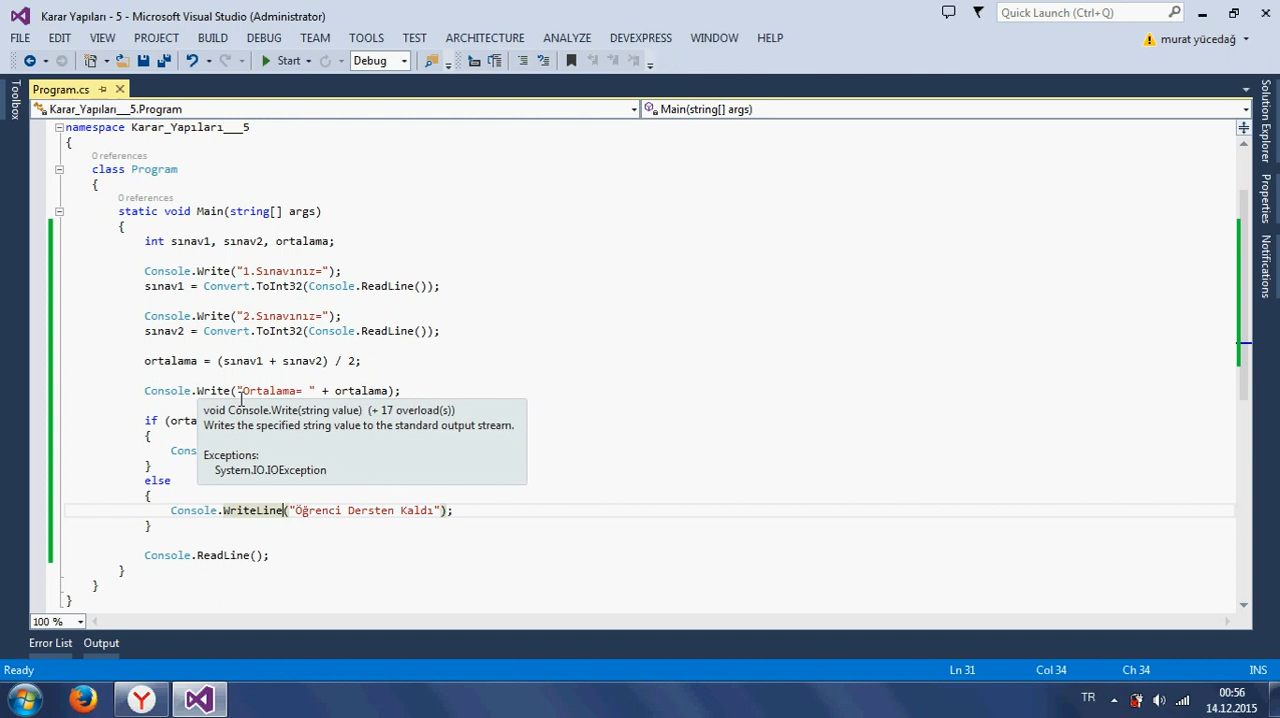 Karar Yapıları - 5 - Microsoft Visual Studio (Administrator)
Quick Launch (Ctrl+Q)
FILE EDIT VIEW PROJECT BUILD DEBUG TEAM TOOLS TEST ARCHITECTURE ANALYZE DEVEXPRESS WINDOW HELP
murat yücedağ
Start
Debug
Program.cs
Karar_Yapıları___5.Program
Main(string[] args)
Toolbox
Solution Explorer
Properties
Notifications
namespace Karar_Yapıları___5
{
0 references
class Program
{
0 references
static void Main(string[] args)
{
int sınav1, sınav2, ortalama;
Console.Write("1.Sınavınız=");
sınav1 = Convert.ToInt32(Console.ReadLine());
Console.Write("2.Sınavınız=");
sınav2 = Convert.ToInt32(Console.ReadLine());
ortalama = (sınav1 + sınav2) / 2;
Console.Write("Ortalama= " + ortalama);
void Console.Write(string value) (+ 17 overload(s))
Writes the specified string value to the standard output stream.
Exceptions:
System.IO.IOException
if (orta
{
Cons
}
else
{
Console.WriteLine("Öğrenci Dersten Kaldı");
}
Console.ReadLine();
}
}
}
100 %
Error List Output
Ready
Ln 31 Col 34 Ch 34 INS
TR
00:56
14.12.2015